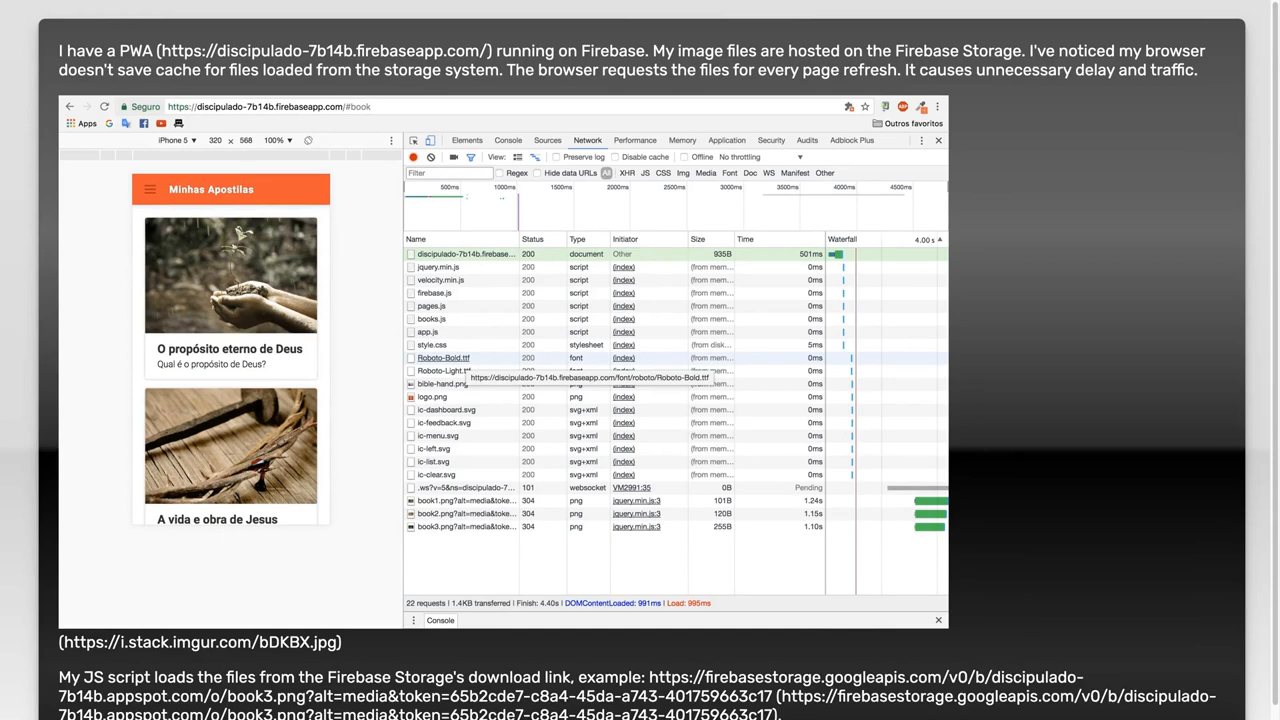 I have a PWA (https://discipulado-7b14b.firebaseapp.com/) running on Firebase. My image files are hosted on the Firebase Storage. I've noticed my browser
doesn't save cache for files loaded from the storage system. The browser requests the files for every page refresh. It causes unnecessary delay and traffic.
Seguro https://discipulado-7b14b.firebaseapp.com/#book
Apps Outros favoritos
iPhone 5 ▼ 320 × 568 100% ▼ Elements Console Sources Network Performance Memory Application Security Audits Adblock Plus
View: Preserve log Disable cache Offline No throttling ▼
Filter Regex Hide data URLs All XHR JS CSS Img Media Font Doc WS Manifest Other
500ms 1000ms 1500ms 2000ms 2500ms 3000ms 3500ms 4000ms 4500ms
Minhas Apostilas
O propósito eterno de Deus
Qual é o propósito de Deus?
A vida e obra de Jesus
Name Status Type Initiator Size Time Waterfall 4.00 s ▲
discipulado-7b14b.firebase... 200 document Other 935B 501ms
jquery.min.js 200 script (index) (from mem... 0ms
velocity.min.js 200 script (index) (from mem... 0ms
firebase.js 200 script (index) (from mem... 0ms
pages.js 200 script (index) (from mem... 0ms
books.js 200 script (index) (from mem... 0ms
app.js 200 script (index) (from mem... 0ms
style.css 200 stylesheet (index) (from disk... 5ms
Roboto-Bold.ttf 200 font (index) (from mem... 0ms
Roboto-Light.ttf 200 font (index) (from mem... 0ms
https://discipulado-7b14b.firebaseapp.com/font/roboto/Roboto-Bold.ttf
bible-hand.png 200 png (index) (from mem... 0ms
logo.png 200 png (index) (from mem... 0ms
ic-dashboard.svg 200 svg+xml (index) (from mem... 0ms
ic-feedback.svg 200 svg+xml (index) (from mem... 0ms
ic-menu.svg 200 svg+xml (index) (from mem... 0ms
ic-left.svg 200 svg+xml (index) (from mem... 0ms
ic-list.svg 200 svg+xml (index) (from mem... 0ms
ic-clear.svg 200 svg+xml (index) (from mem... 0ms
.ws?v=5&ns=discipulado-7... 101 websocket VM2991:35 0B Pending
book1.png?alt=media&toke... 304 png jquery.min.js:3 101B 1.24s
book2.png?alt=media&toke... 304 png jquery.min.js:3 120B 1.15s
book3.png?alt=media&toke... 304 png jquery.min.js:3 255B 1.10s
22 requests | 1.4KB transferred | Finish: 4.40s | DOMContentLoaded: 991ms | Load: 995ms
Console
(https://i.stack.imgur.com/bDKBX.jpg)
My JS script loads the files from the Firebase Storage's download link, example: https://firebasestorage.googleapis.com/v0/b/discipulado-
7b14b.appspot.com/o/book3.png?alt=media&token=65b2cde7-c8a4-45da-a743-401759663c17 (https://firebasestorage.googleapis.com/v0/b/discipulado-
7b14b.appspot.com/o/book3.png?alt=media&token=65b2cde7-c8a4-45da-a743-401759663c17).